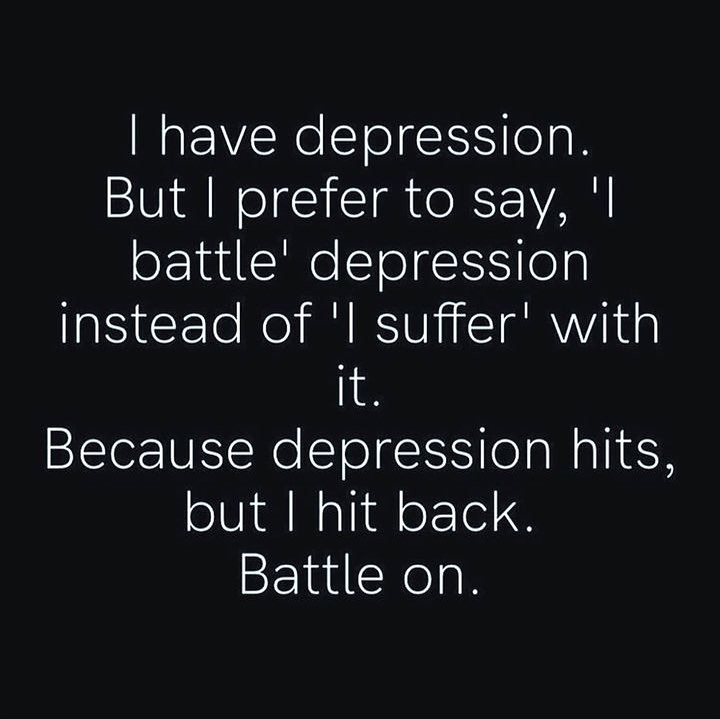 I have depression.
But I prefer to say, 'I
battle' depression
instead of 'I suffer' with
it.
Because depression hits,
but I hit back.
Battle on.